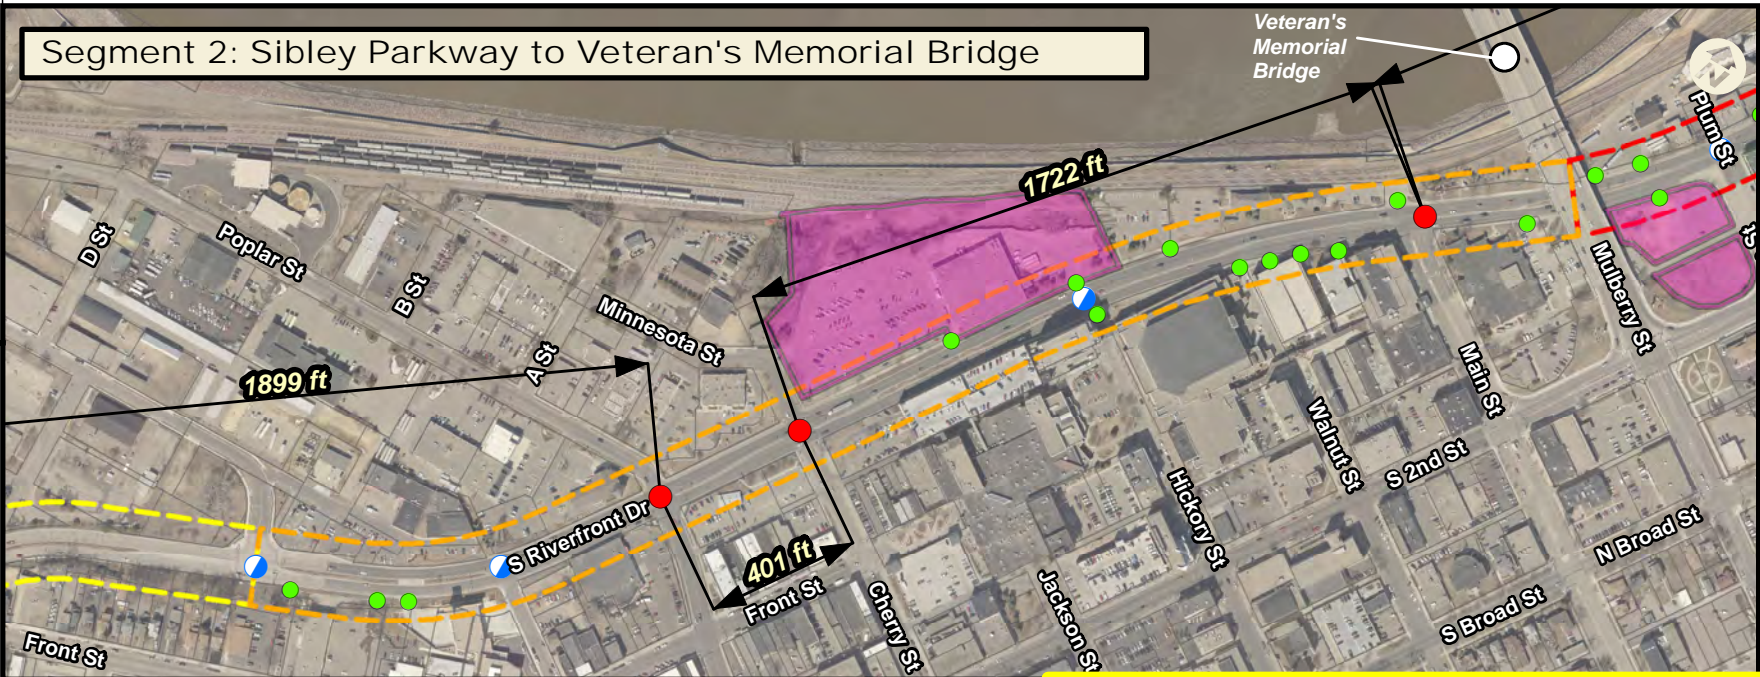 Segment 2: Sibley Parkway to Veteran's Memorial Bridge
Veteran's
Memorial
Bridge
Plum St
1722 ft
D St
Poplar St
B St
Minnesota St
A St
1899 ft
Mulberry St
Main St
Walnut St
S 2nd St
Hickory St
S Riverfront Dr
N Broad St
401 ft
Front St
Cherry St
Jackson St
S Broad St
Front St
St